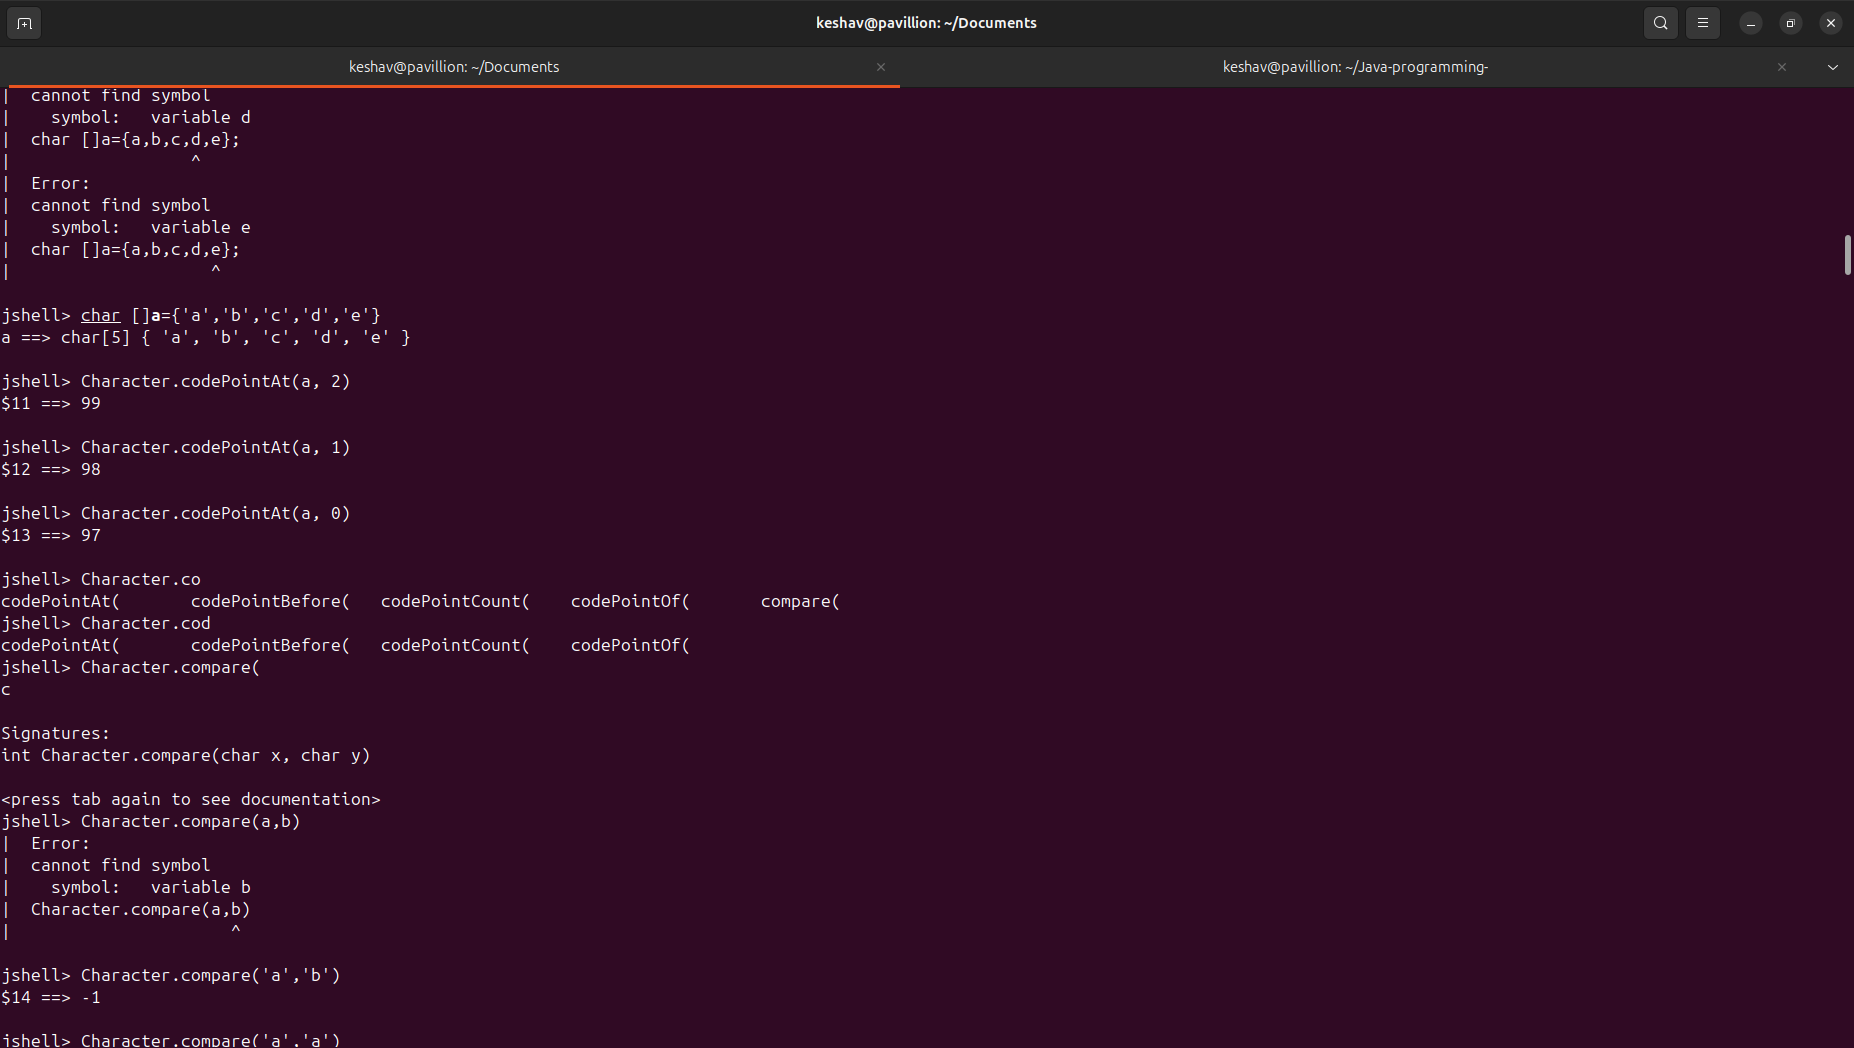 keshav@pavillion: ~/Documents
keshav@pavillion: ~/Documents
keshav@pavillion: ~/Java-programming-
|  cannot find symbol
|    symbol:   variable d
|  char []a={a,b,c,d,e};
|                  ^
|  Error:
|  cannot find symbol
|    symbol:   variable e
|  char []a={a,b,c,d,e};
|                    ^
jshell> char []a={'a','b','c','d','e'}
a ==> char[5] { 'a', 'b', 'c', 'd', 'e' }
jshell> Character.codePointAt(a, 2)
$11 ==> 99
jshell> Character.codePointAt(a, 1)
$12 ==> 98
jshell> Character.codePointAt(a, 0)
$13 ==> 97
jshell> Character.co
codePointAt(       codePointBefore(   codePointCount(    codePointOf(       compare(
jshell> Character.cod
codePointAt(       codePointBefore(   codePointCount(    codePointOf(
jshell> Character.compare(
c
Signatures:
int Character.compare(char x, char y)
<press tab again to see documentation>
jshell> Character.compare(a,b)
|  Error:
|  cannot find symbol
|    symbol:   variable b
|  Character.compare(a,b)
|                      ^
jshell> Character.compare('a','b')
$14 ==> -1
jshell> Character.compare('a','a')